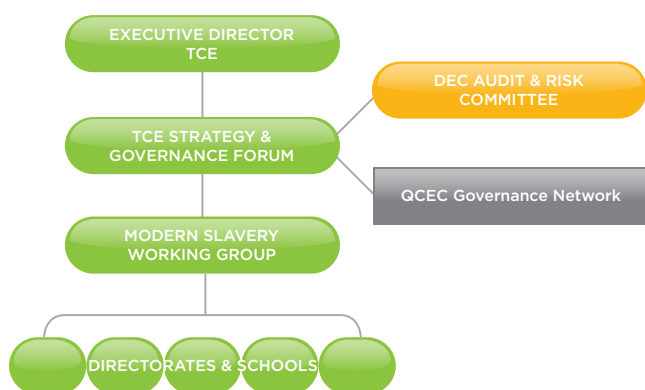 EXECUTIVE DIRECTOR
TCE
DEC AUDIT & RISK
COMMITTEE
TCE STRATEGY &
GOVERNANCE FORUM
QCEC Governance Network
MODERN SLAVERY
WORKING GROUP
DIRECTORATES & SCHOOLS